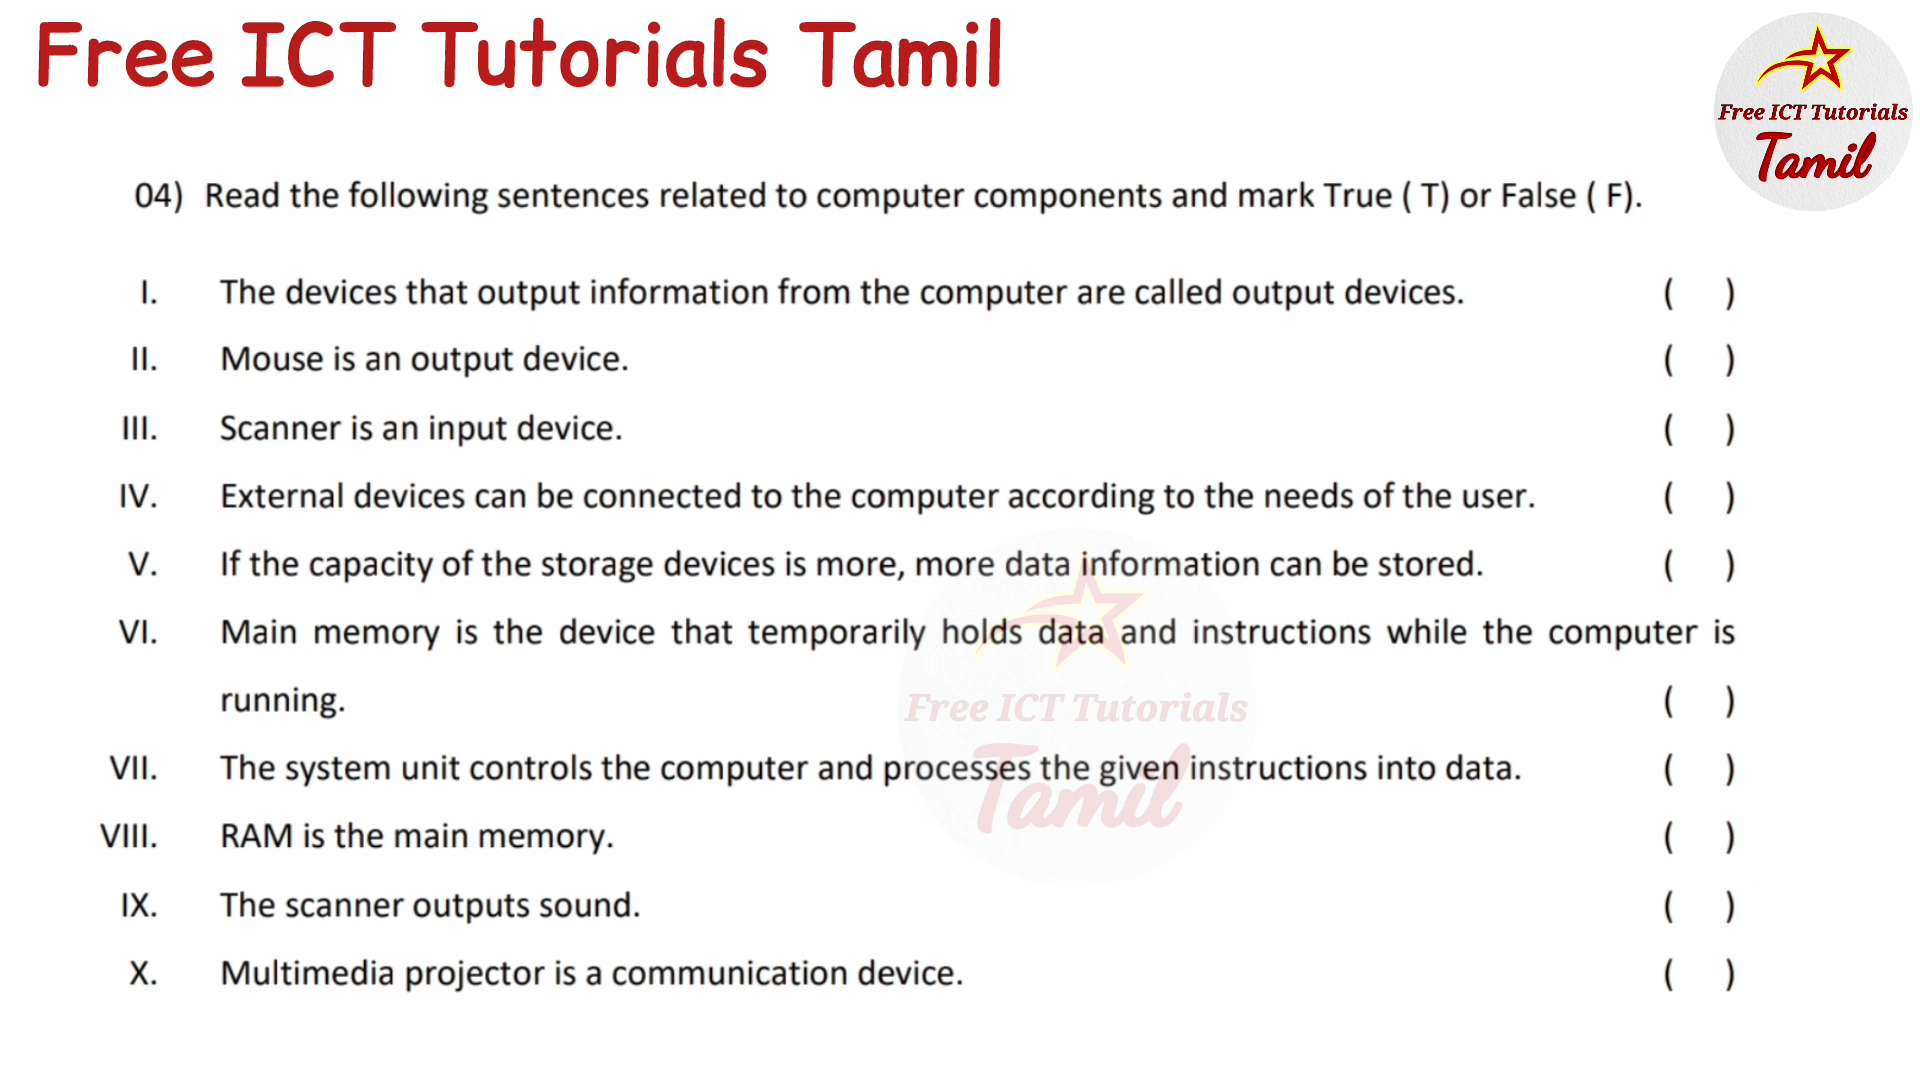 Free ICT Tutorials Tamil
Free ICT Tutorials
Tamil
04) Read the following sentences related to computer components and mark True ( T) or False ( F).
I. The devices that output information from the computer are called output devices. ( )
II. Mouse is an output device. ( )
III. Scanner is an input device. ( )
IV. External devices can be connected to the computer according to the needs of the user. ( )
V. If the capacity of the storage devices is more, more data information can be stored. ( )
VI. Main memory is the device that temporarily holds data and instructions while the computer is
running. ( )
Free ICT Tutorials
VII. The system unit controls the computer and processes the given instructions into data. ( )
Tamil
VIII. RAM is the main memory. ( )
IX. The scanner outputs sound. ( )
X. Multimedia projector is a communication device. ( )